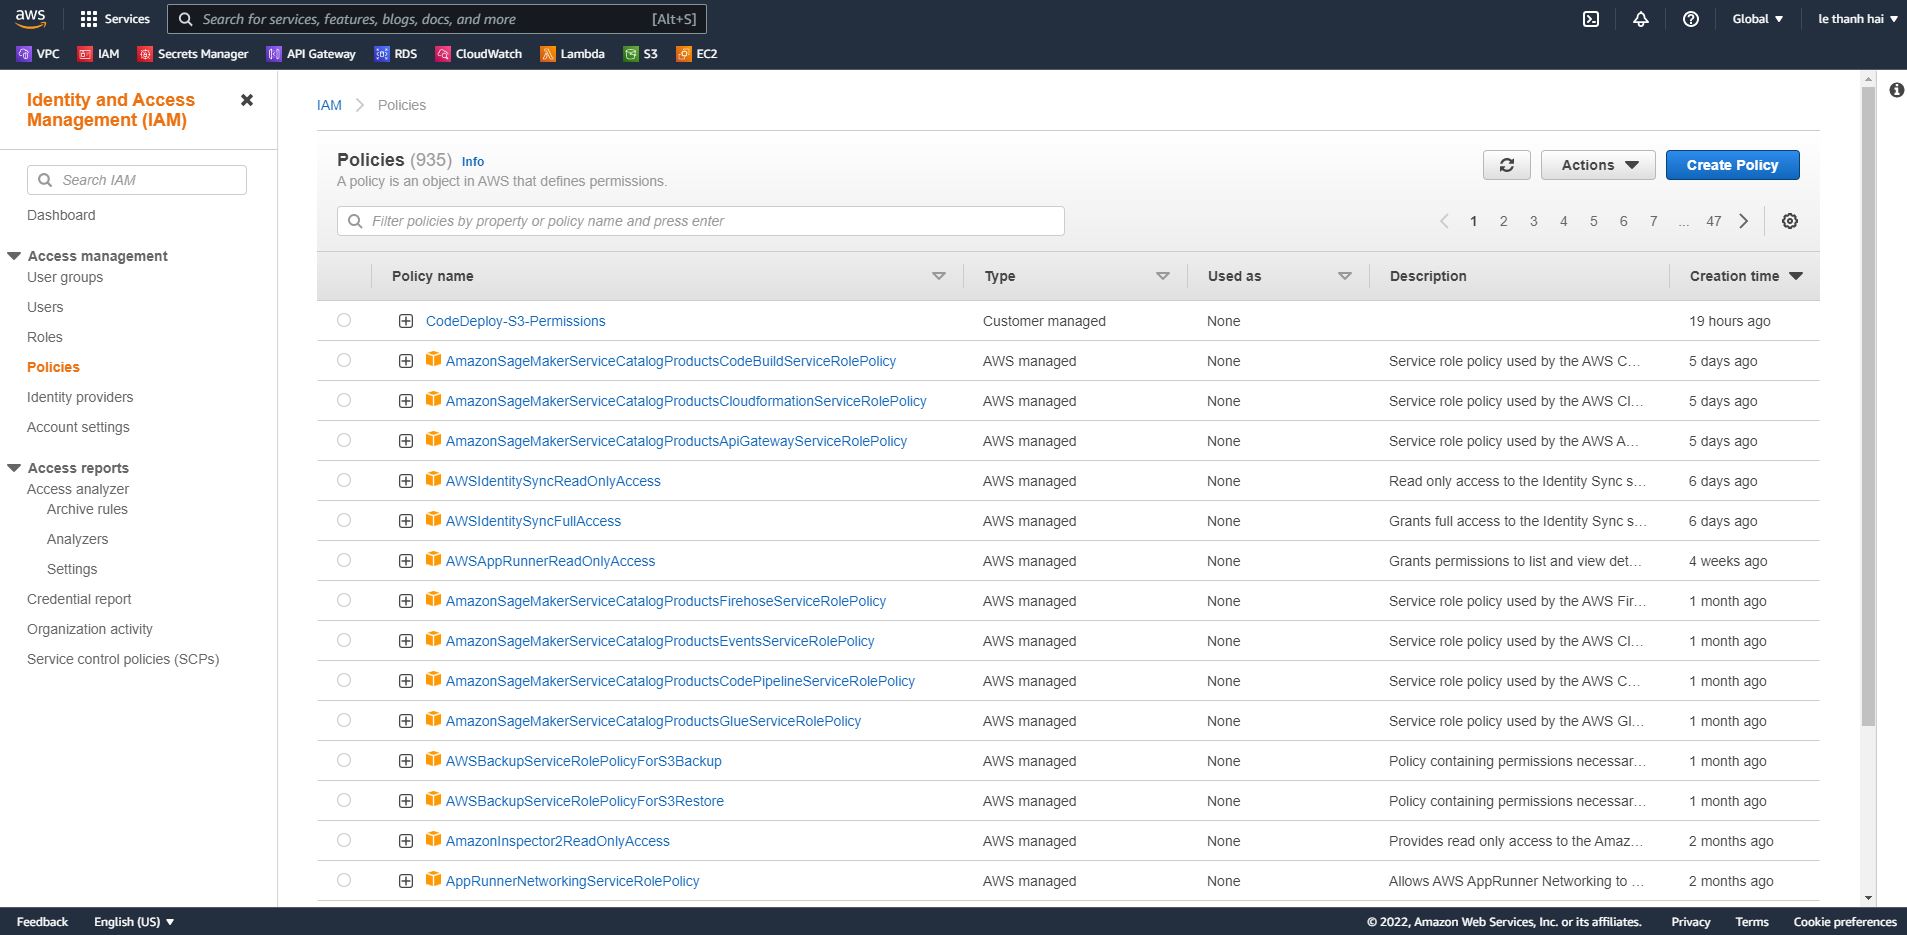 aws
Services
Search for services, features, blogs, docs, and more
[Alt+S]
Global
le thanh hai
VPC
IAM
Secrets Manager
API Gateway
RDS
CloudWatch
Lambda
S3
EC2
Identity and Access
Management (IAM)
Search IAM
Dashboard
Access management
User groups
Users
Roles
Policies
Identity providers
Account settings
Access reports
Access analyzer
Archive rules
Analyzers
Settings
Credential report
Organization activity
Service control policies (SCPs)
IAM > Policies
Policies (935) Info
A policy is an object in AWS that defines permissions.
Actions
Create Policy
Filter policies by property or policy name and press enter
1 2 3 4 5 6 7 ... 47
Policy name Type Used as Description Creation time
CodeDeploy-S3-Permissions Customer managed None 19 hours ago
AmazonSageMakerServiceCatalogProductsCodeBuildServiceRolePolicy AWS managed None Service role policy used by the AWS C... 5 days ago
AmazonSageMakerServiceCatalogProductsCloudformationServiceRolePolicy AWS managed None Service role policy used by the AWS Cl... 5 days ago
AmazonSageMakerServiceCatalogProductsApiGatewayServiceRolePolicy AWS managed None Service role policy used by the AWS A... 5 days ago
AWSIdentitySyncReadOnlyAccess AWS managed None Read only access to the Identity Sync s... 6 days ago
AWSIdentitySyncFullAccess AWS managed None Grants full access to the Identity Sync s... 6 days ago
AWSAppRunnerReadOnlyAccess AWS managed None Grants permissions to list and view det... 4 weeks ago
AmazonSageMakerServiceCatalogProductsFirehoseServiceRolePolicy AWS managed None Service role policy used by the AWS Fir... 1 month ago
AmazonSageMakerServiceCatalogProductsEventsServiceRolePolicy AWS managed None Service role policy used by the AWS Cl... 1 month ago
AmazonSageMakerServiceCatalogProductsCodePipelineServiceRolePolicy AWS managed None Service role policy used by the AWS C... 1 month ago
AmazonSageMakerServiceCatalogProductsGlueServiceRolePolicy AWS managed None Service role policy used by the AWS Gl... 1 month ago
AWSBackupServiceRolePolicyForS3Backup AWS managed None Policy containing permissions necessar... 1 month ago
AWSBackupServiceRolePolicyForS3Restore AWS managed None Policy containing permissions necessar... 1 month ago
AmazonInspector2ReadOnlyAccess AWS managed None Provides read only access to the Amaz... 2 months ago
AppRunnerNetworkingServiceRolePolicy AWS managed None Allows AWS AppRunner Networking to ... 2 months ago
Feedback
English (US)
© 2022, Amazon Web Services, Inc. or its affiliates.
Privacy
Terms
Cookie preferences